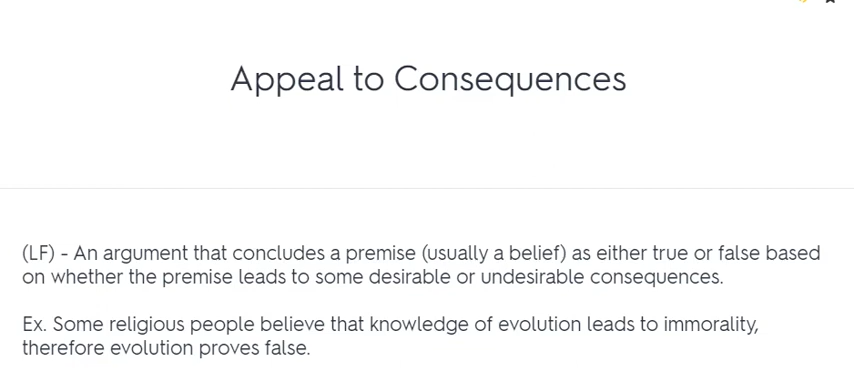 Appeal to Consequences
(LF) - An argument that concludes a premise (usually a belief) as either true or false based
on whether the premise leads to some desirable or undesirable consequences.
Ex. Some religious people believe that knowledge of evolution leads to immorality,
therefore evolution proves false.